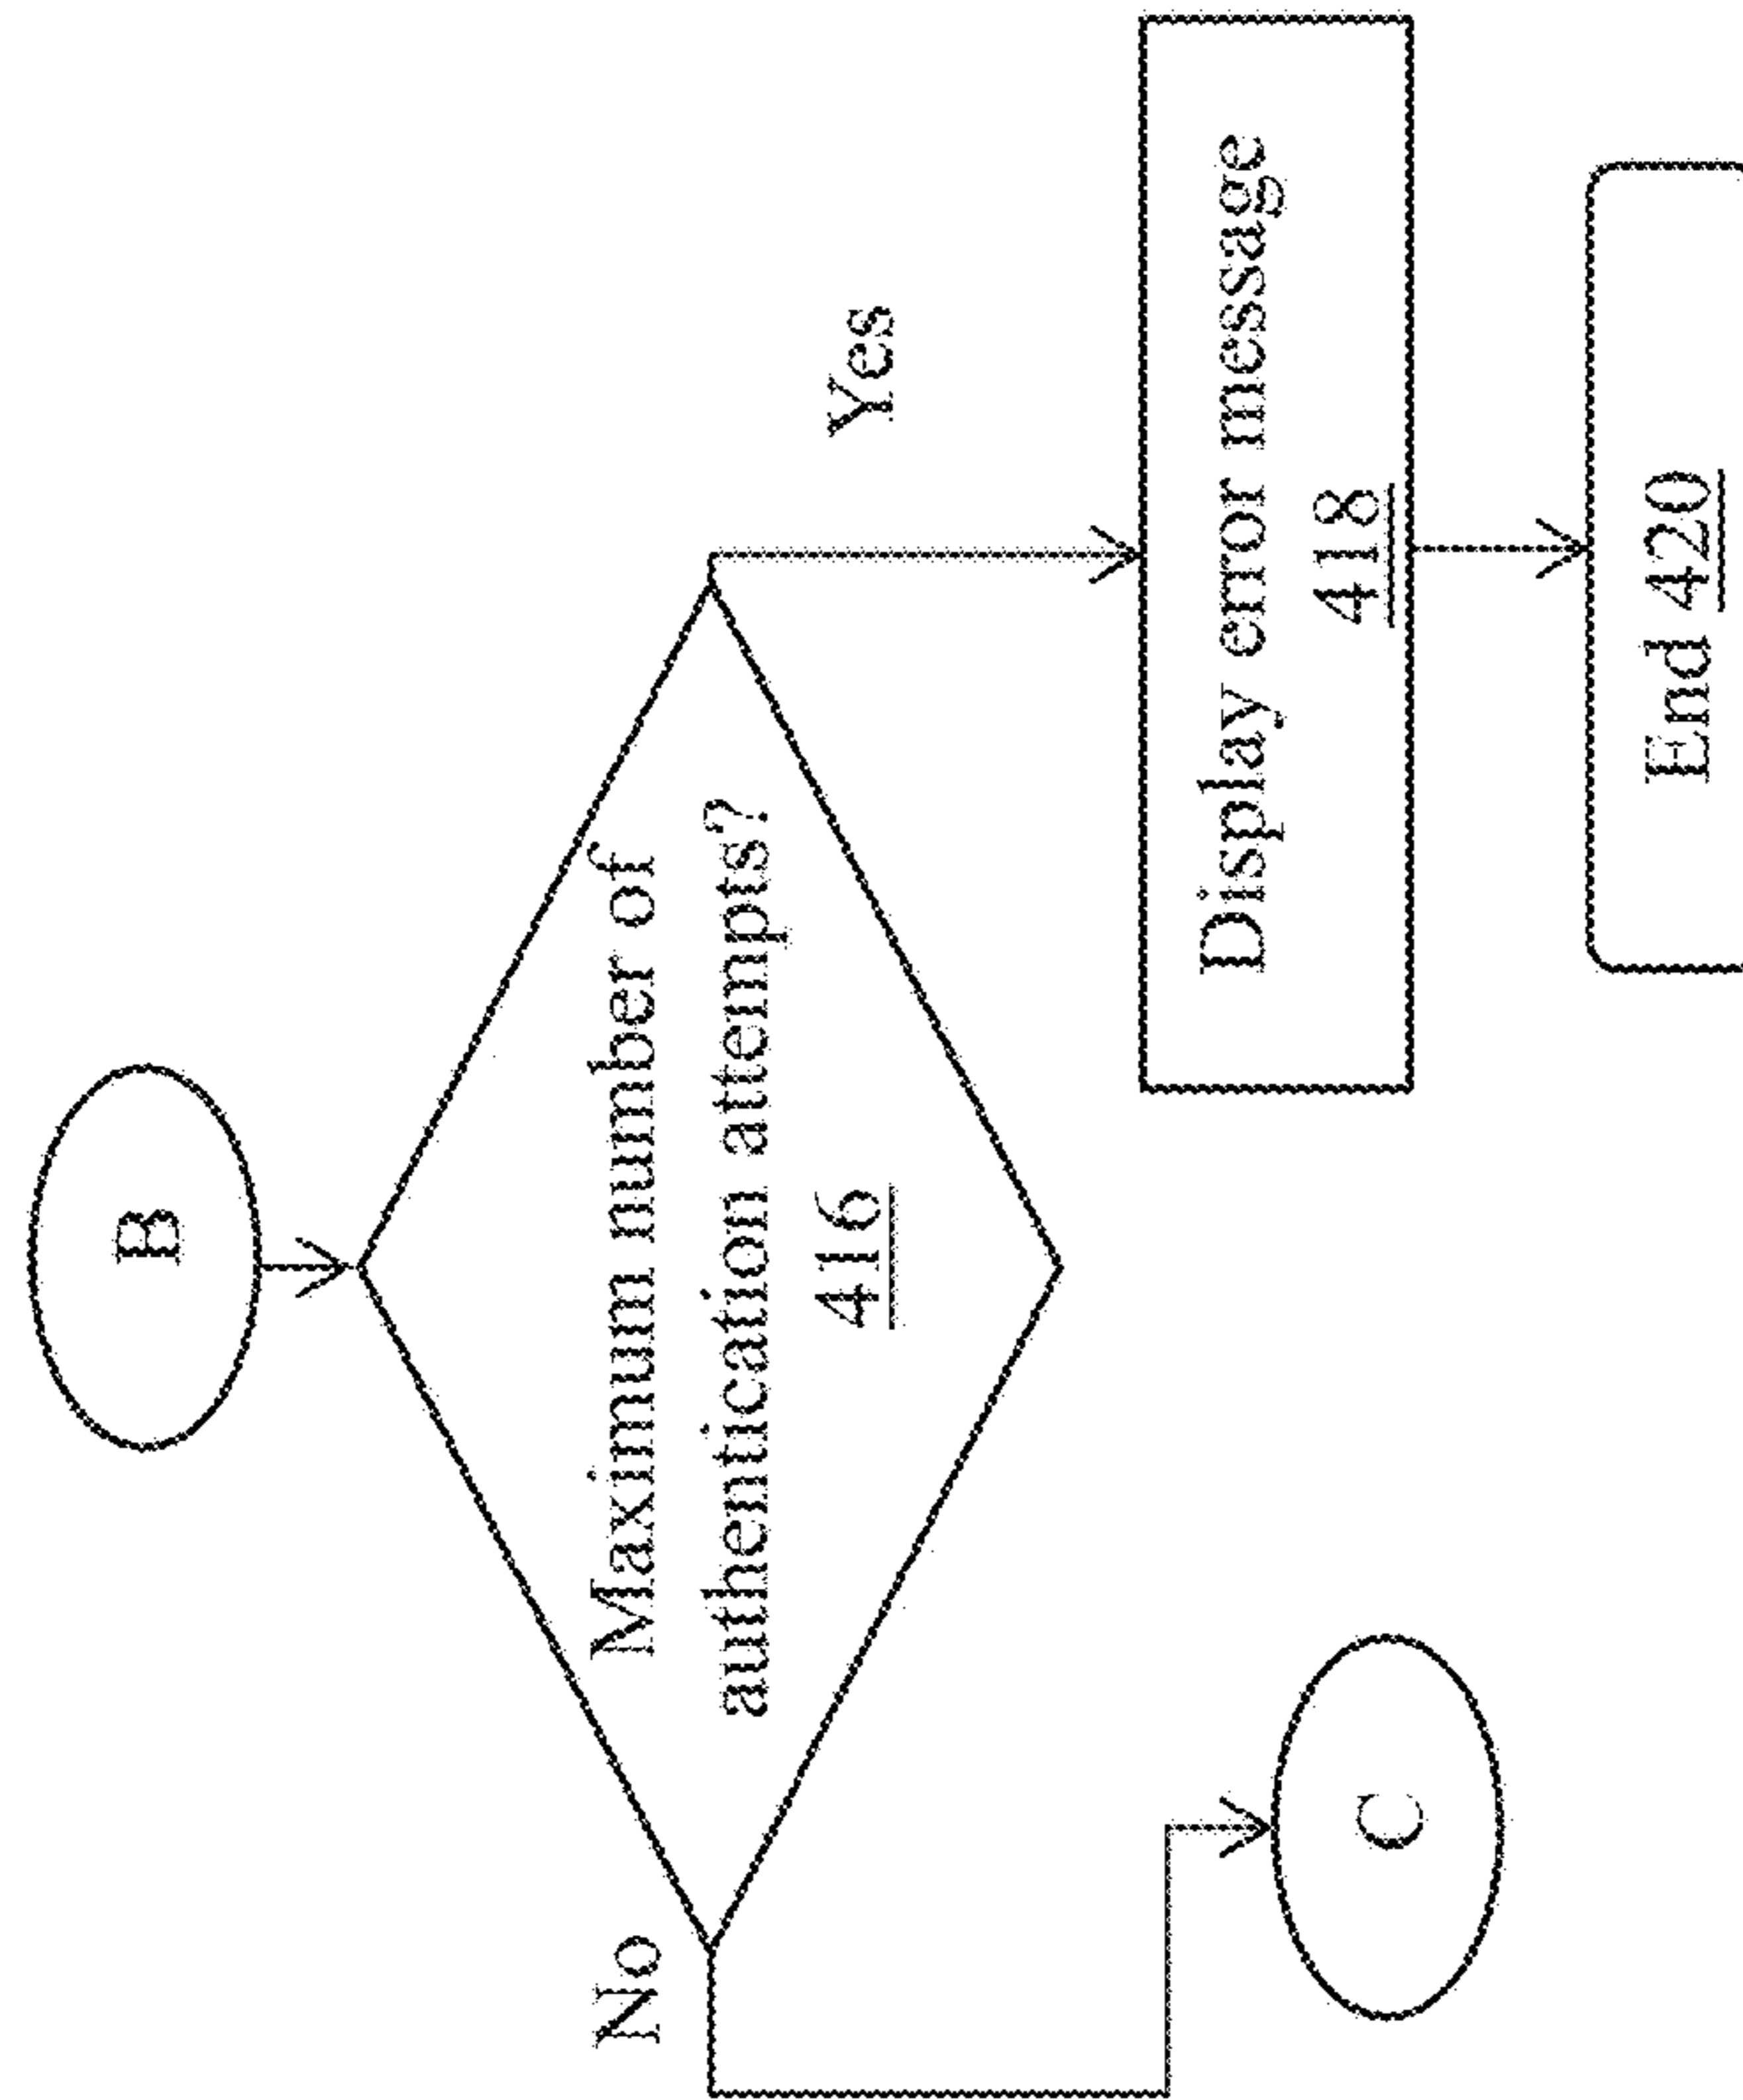 B
Maximum number of
authentication attempts?
416
No
Yes
Display error message
418
End 420
C